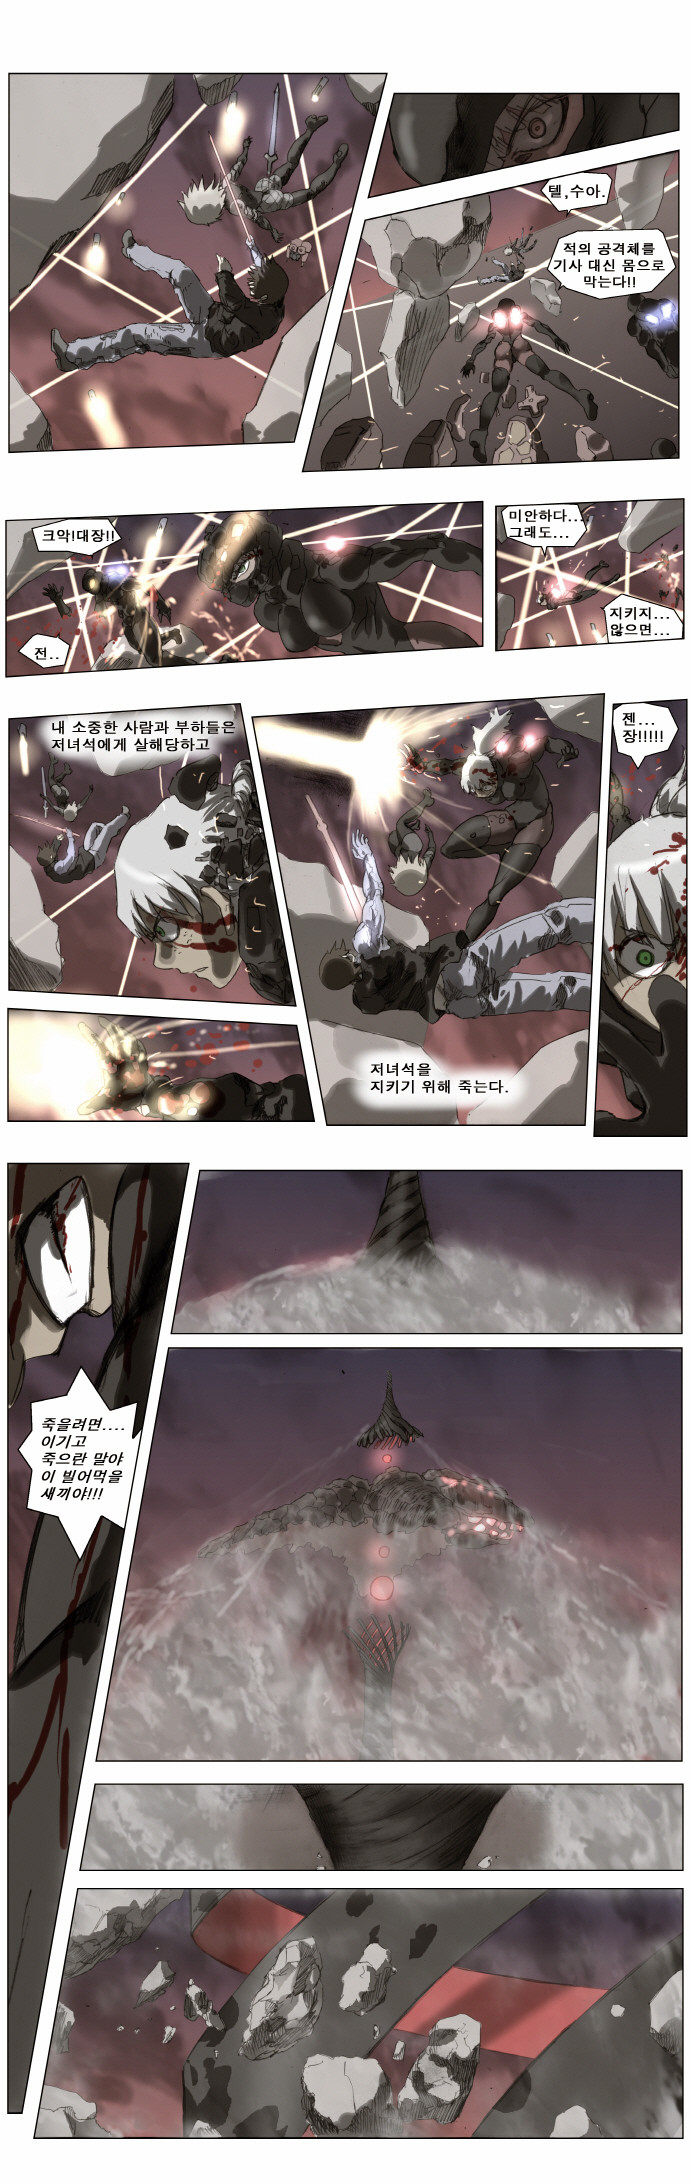 텔,수아.
적의 공격체를
기사 대신 몸으로
막는다!!
크악!대장!!
전..
미안하다...
그래도...
지키지...
않으면...
내 소중한 사람과 부하들은
저녀석에게 살해당하고
젠...
장!!!!!
저녀석을
지키기 위해 죽는다.
죽을려면....
이기고
죽으란 말야
이 빌어먹을
새끼야!!!